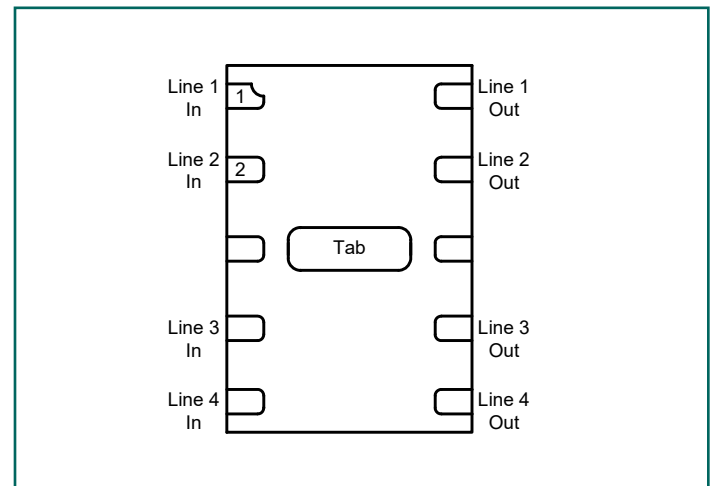 Line 1
In
1
Line 1
Out
Line 2
In
2
Line 2
Out
Tab
Line 3
In
Line 3
Out
Line 4
In
Line 4
Out